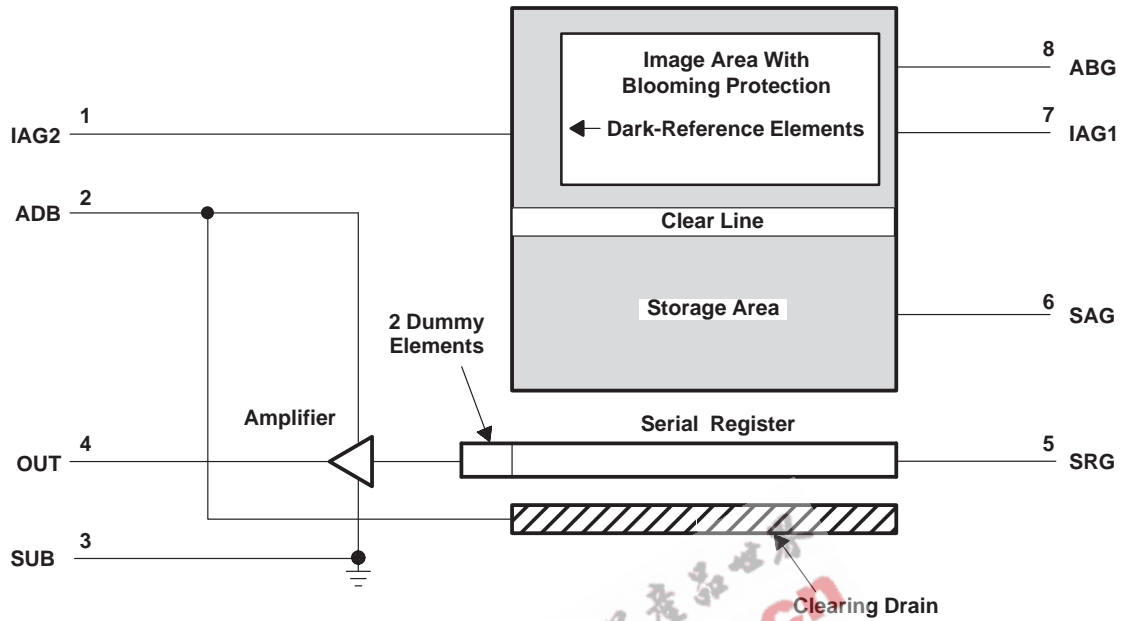 8
ABG
Image Area With
Blooming Protection
1
IAG2
7
IAG1
Dark-Reference Elements
2
ADB
Clear Line
Storage Area
6
SAG
2 Dummy
Elements
Amplifier
Serial Register
4
OUT
5
SRG
3
SUB
Clearing Drain